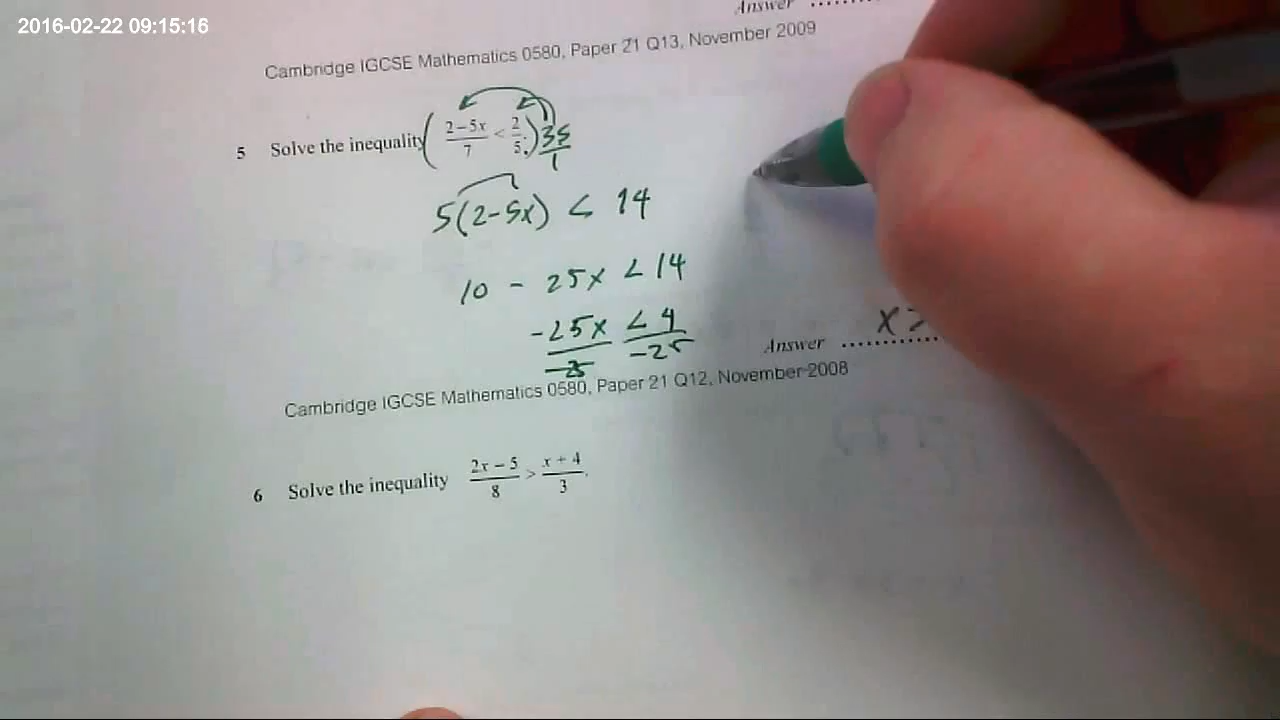 2016-02-22 09:15:16
Answer ..........
Cambridge IGCSE Mathematics 0580, Paper 21 Q13, November 2009
5 Solve the inequality ( (2 – 5x)/7 < 2/5. ) 35/1
5(2-5x) < 14
10 - 25x < 14
-25x < 4
-25 -25
Answer .............. x >
Cambridge IGCSE Mathematics 0580, Paper 21 Q12, November 2008
6 Solve the inequality (2x – 5)/8 > (x + 4)/3.